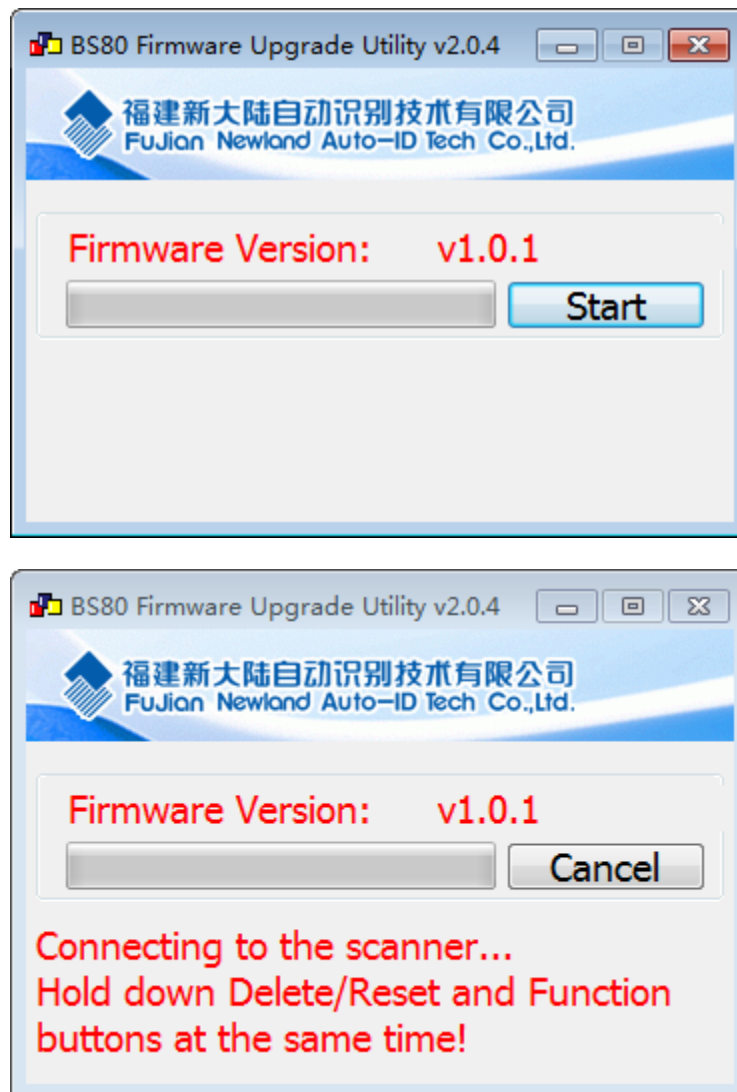 BS80 Firmware Upgrade Utility v2.0.4
福建新大陆自动识别技术有限公司
FuJian Newland Auto-ID Tech Co.,Ltd.
Firmware Version: v1.0.1
Start
BS80 Firmware Upgrade Utility v2.0.4
福建新大陆自动识别技术有限公司
FuJian Newland Auto-ID Tech Co.,Ltd.
Firmware Version: v1.0.1
Cancel
Connecting to the scanner...
Hold down Delete/Reset and Function
buttons at the same time!